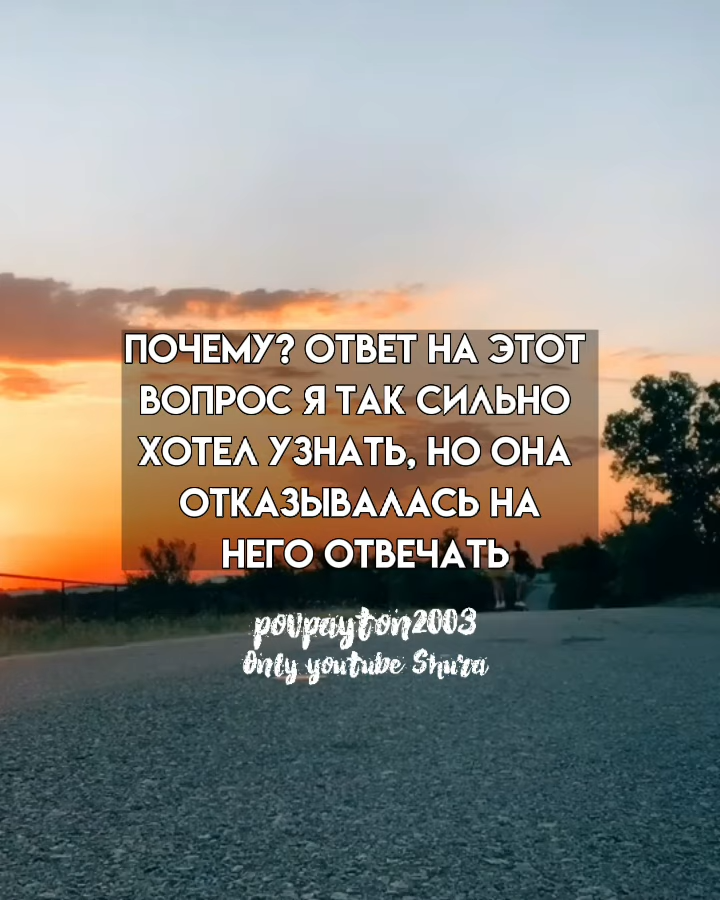 ПОЧЕМУ? ОТВЕТ НА ЭТОТ
ВОПРОС Я ТАК СИЛЬНО
ХОТЕЛ УЗНАТЬ, НО ОНА
ОТКАЗЫВАЛАСЬ НА
НЕГО ОТВЕЧАТЬ
povpayton2003
Only youtube Shura